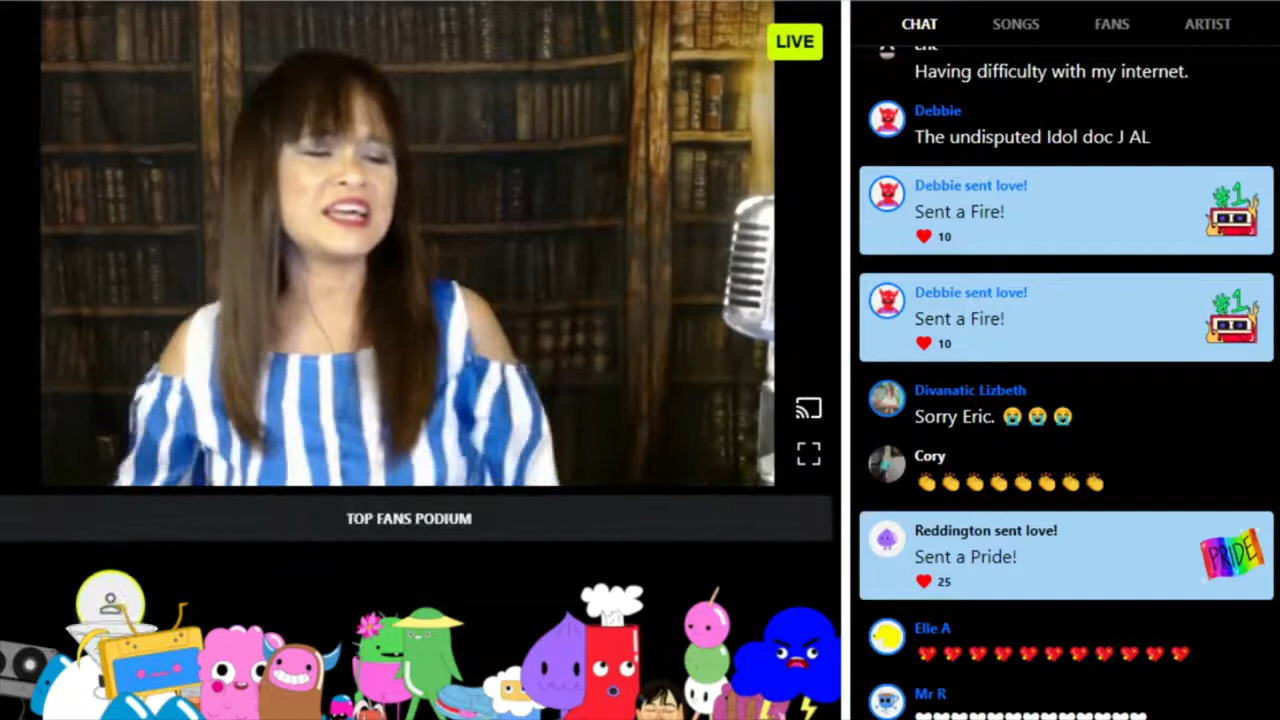 LIVE
TOP FANS PODIUM
CHAT SONGS FANS ARTIST
Having difficulty with my internet.
Debbie
The undisputed Idol doc J AL
Debbie sent love!
Sent a Fire!
10
#1
Debbie sent love!
Sent a Fire!
10
#1
Divanatic Lizbeth
Sorry Eric. 😭 😭 😭
Cory
👏👏👏👏👏👏👏👏
Reddington sent love!
Sent a Pride!
25
PRIDE
Elle A
💖💖💖💖💖💖💖💖💖💖💖
Mr R